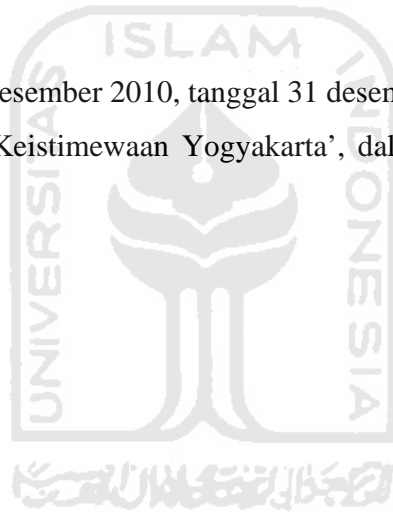 ISLAM
esember 2010, tanggal 31 desem
Keistimewaan Yogyakarta’, dal
UNIVERSITAS
INDONESIA